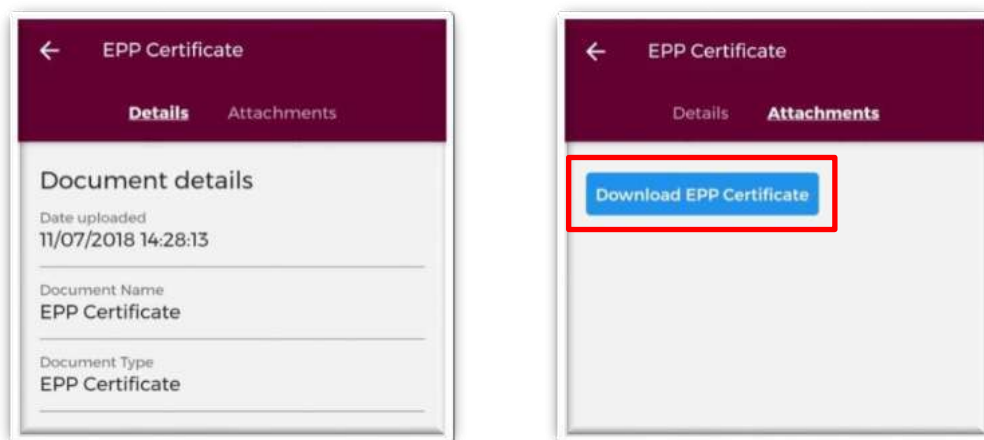 EPP Certificate
Details Attachments
Document details
Date uploaded
11/07/2018 14:28:13
Document Name
EPP Certificate
Document Type
EPP Certificate
EPP Certificate
Details Attachments
Download EPP Certificate